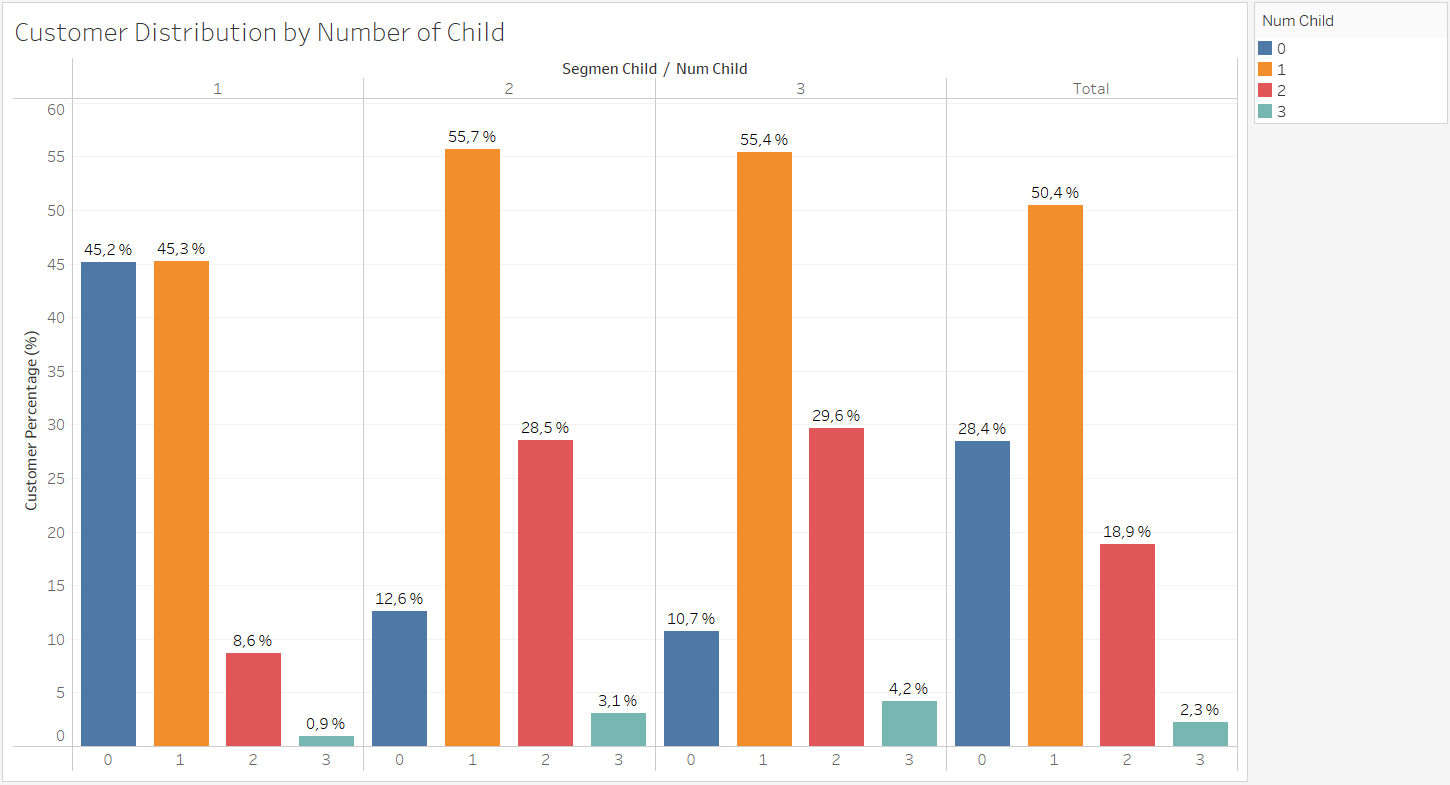 Customer Distribution by Number of Child
Segmen Child / Num Child
1 2 3 Total
Customer Percentage (%)
60
55
50
45
40
35
30
25
20
15
10
5
0
45,2 % 45,3 % 8,6 % 0,9 %
12,6 % 55,7 % 28,5 % 3,1 %
10,7 % 55,4 % 29,6 % 4,2 %
28,4 % 50,4 % 18,9 % 2,3 %
0 1 2 3 0 1 2 3 0 1 2 3 0 1 2 3
Num Child
0
1
2
3